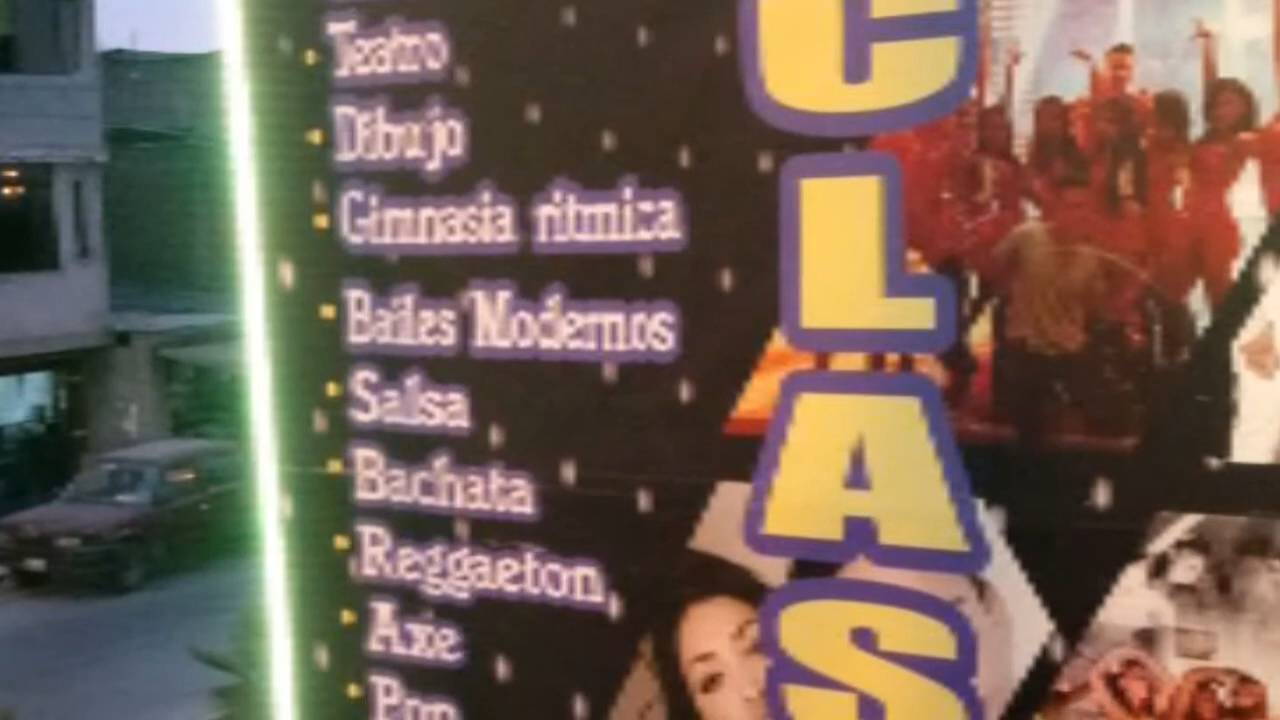 Teatro
Dibujo
Gimnasia ritmica
Bailes Modernos
Salsa
Bachata
Reggaeton,
Axe
Pop
CLAS